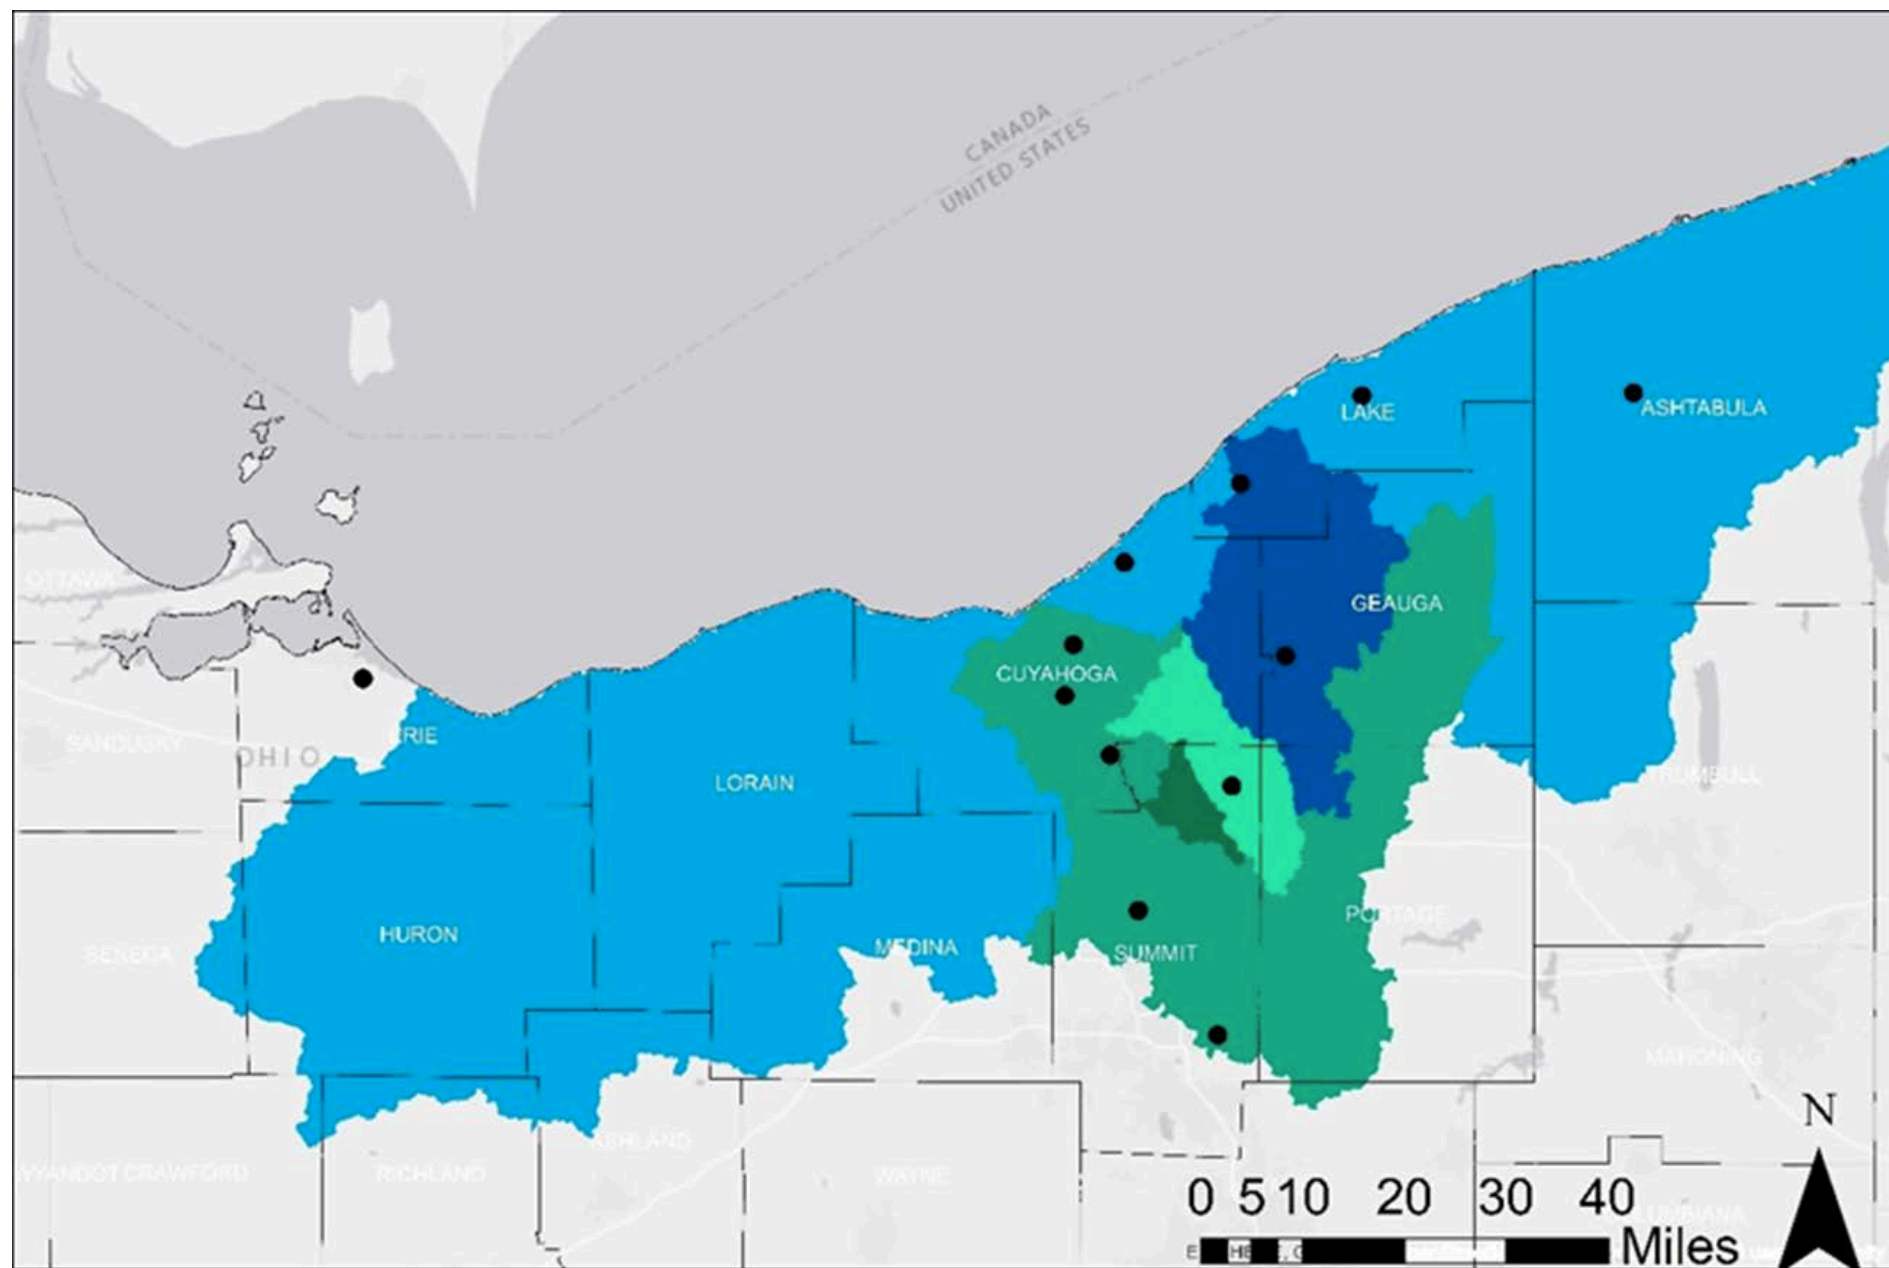 CANADA
UNITED STATES
LAKE
ASHTABULA
OTTAWA
GEAUGA
CUYAHOGA
SANDUSKY
OHIO
ERIE
LORAIN
TRUMBULL
HURON
SENECA
MEDINA
PORTAGE
SUMMIT
MAHONING
N
ASHLAND
WYANDOT CRAWFORD
RICHLAND
WAYNE
0 5 10 20 30 40
Miles